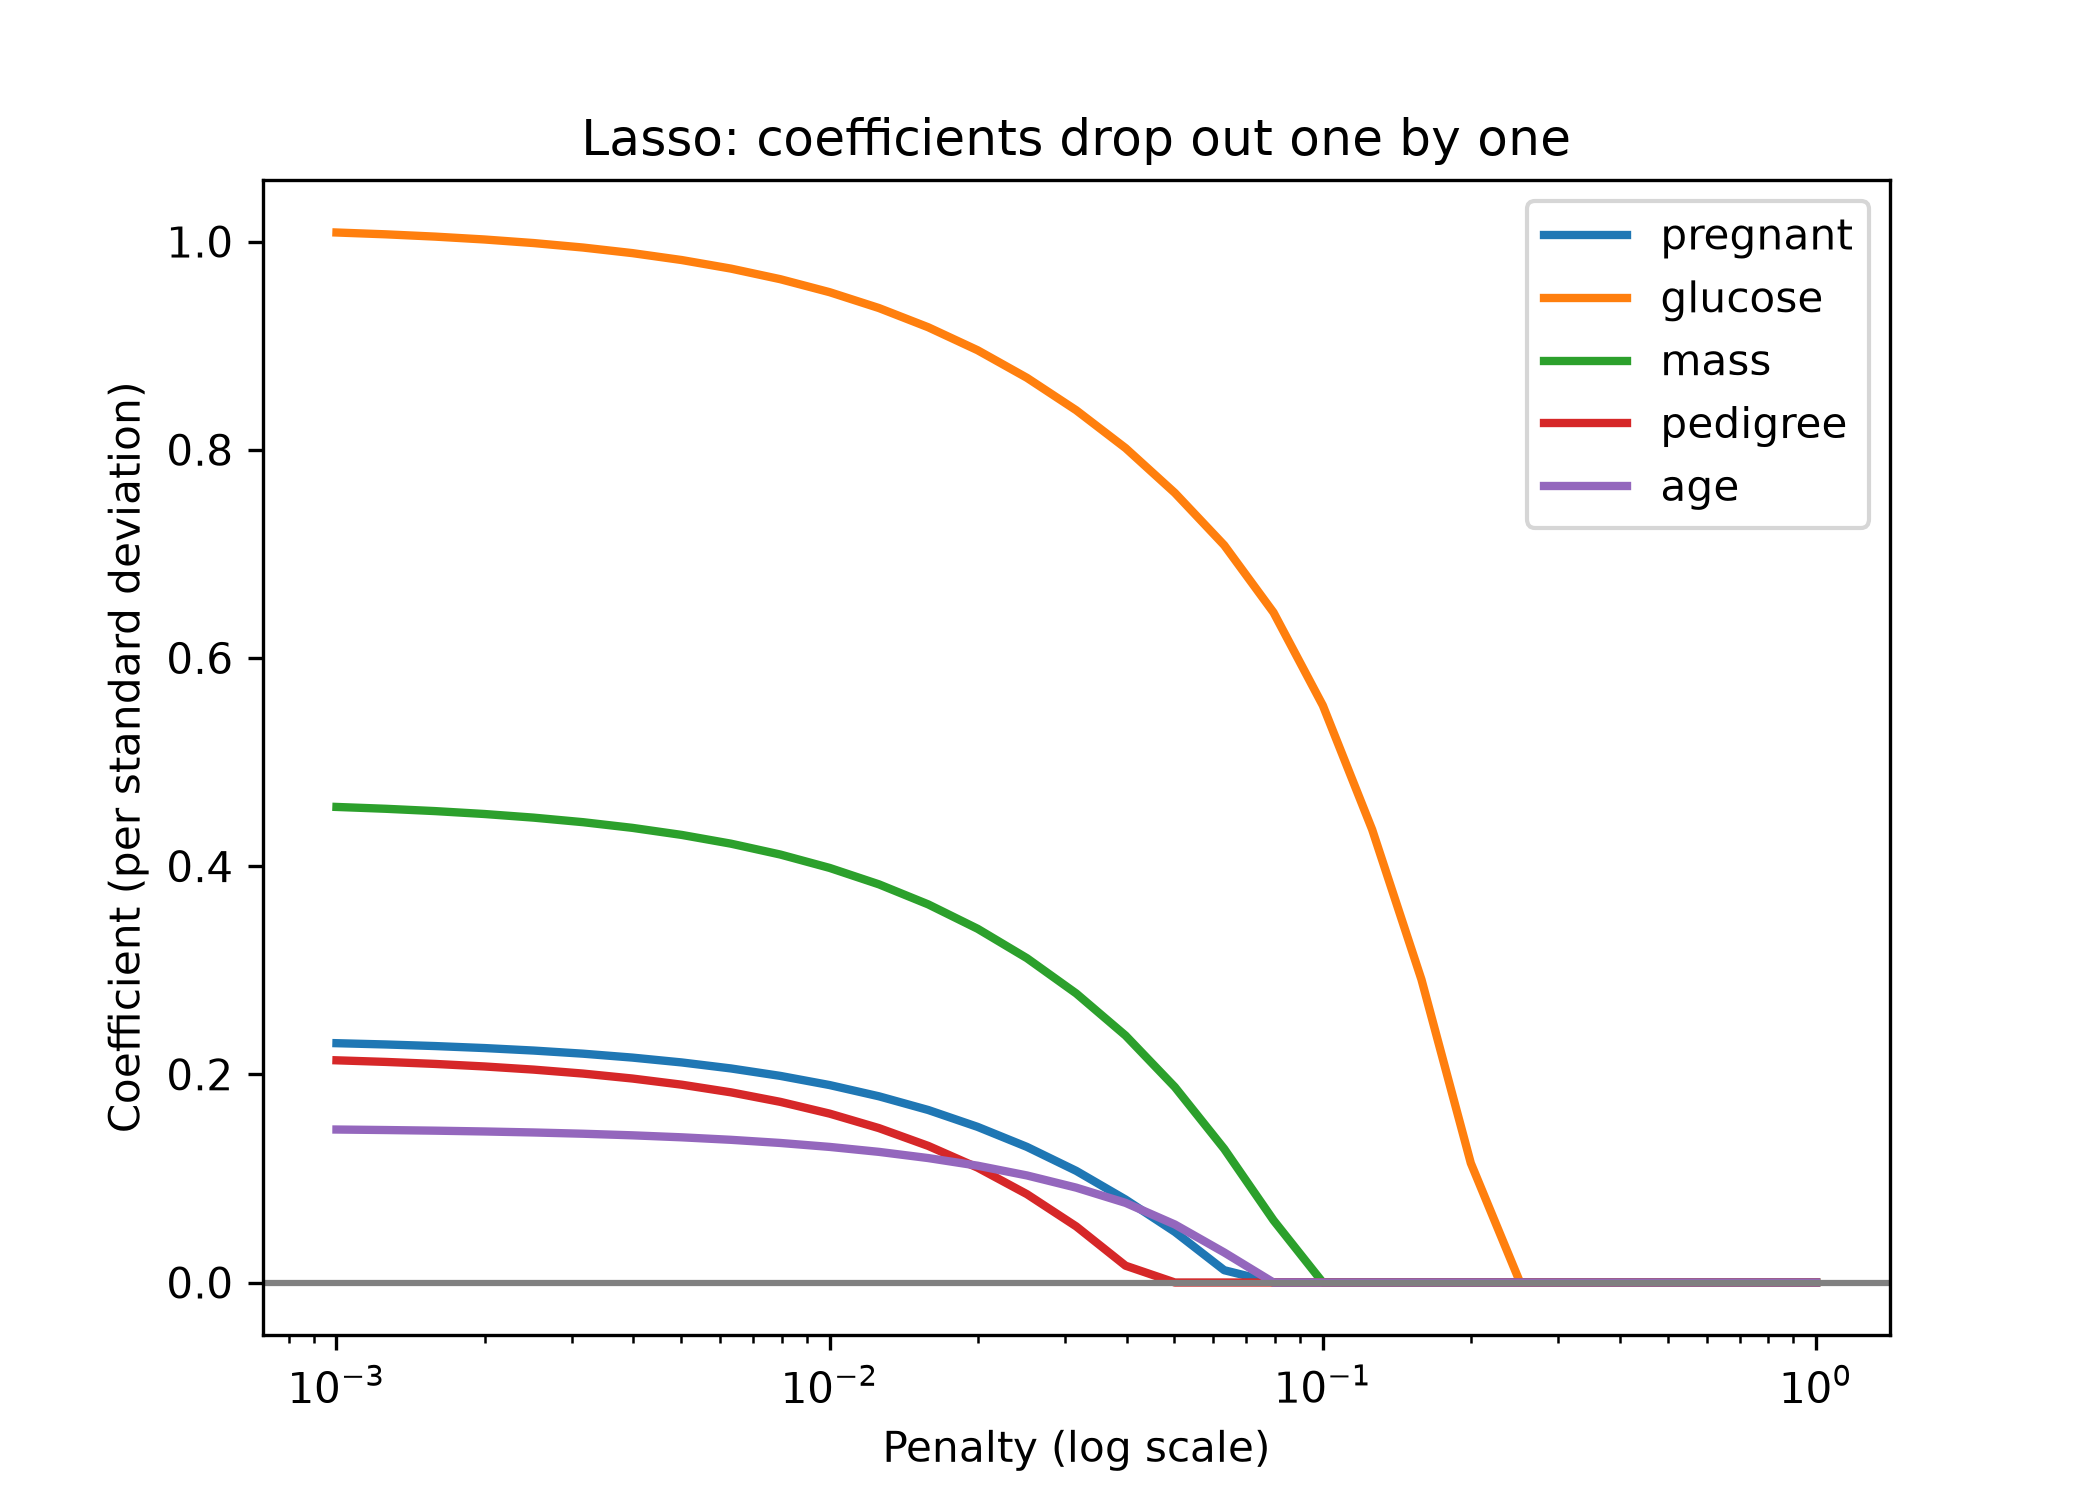 Lasso: coefficients drop out one by one
pregnant
glucose
mass
pedigree
age
Coefficient (per standard deviation)
1.0
0.8
0.6
0.4
0.2
0.0
10⁻³ 10⁻² 10⁻¹ 10⁰
Penalty (log scale)